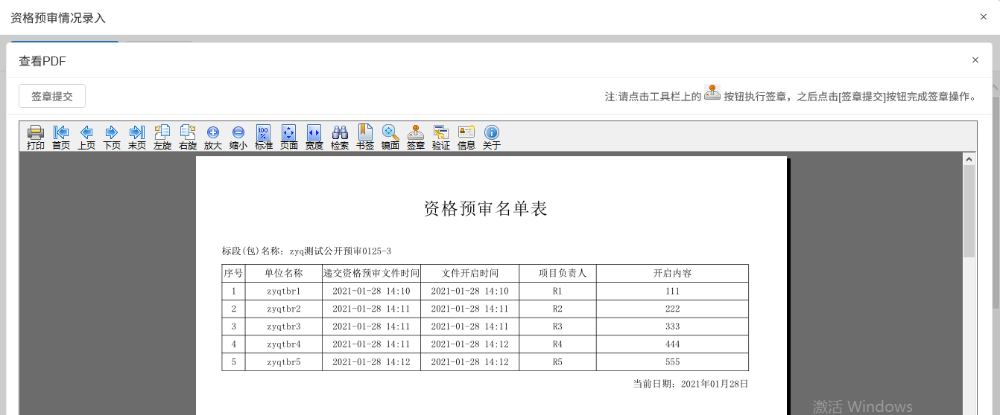 资格预审情况录入 ×
查看PDF ×
签章提交 注:请点击工具栏上的 按钮执行签章，之后点击[签章提交]按钮完成签章操作。
打印 首页 上页 下页 末页 左旋 右旋 放大 缩小 标准 页面 宽度 检索 书签 镜面 签章 验证 信息 关于
资格预审名单表
标段(包)名称：zyq测试公开预审0125-3
序号 单位名称 递交资格预审文件时间 文件开启时间 项目负责人 开启内容
1 zyqtbr1 2021-01-28 14:10 2021-01-28 14:10 R1 111
2 zyqtbr2 2021-01-28 14:11 2021-01-28 14:11 R2 222
3 zyqtbr3 2021-01-28 14:11 2021-01-28 14:11 R3 333
4 zyqtbr4 2021-01-28 14:11 2021-01-28 14:12 R4 444
5 zyqtbr5 2021-01-28 14:12 2021-01-28 14:12 R5 555
当前日期：2021年01月28日
激活 Windows